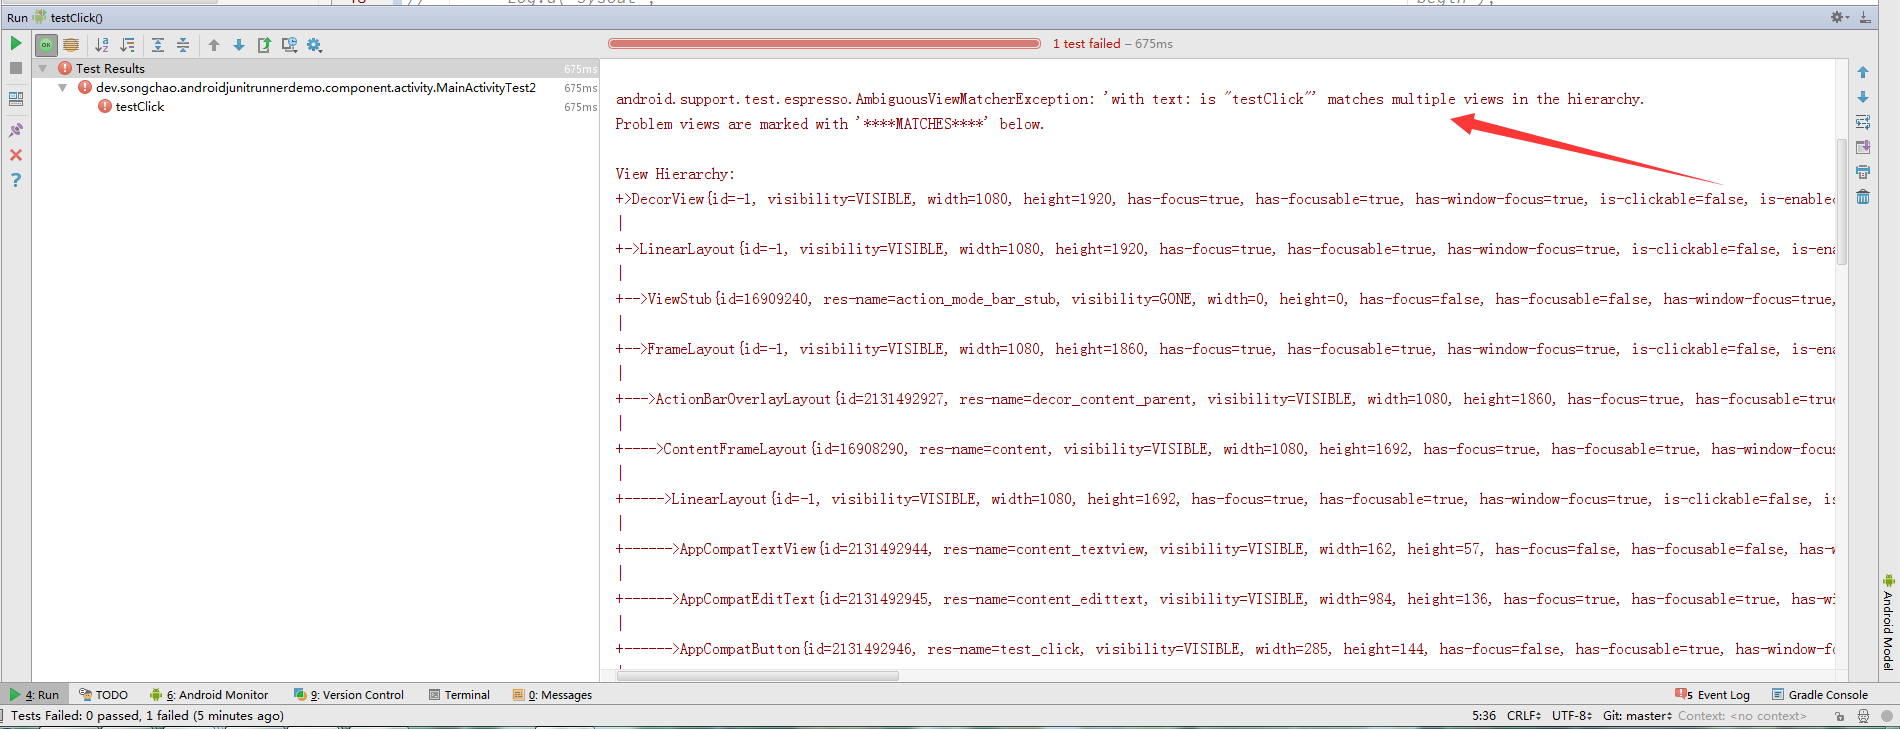 Run testClick()
1 test failed – 675ms
Test Results 675ms
dev.songchao.androidjunitrunnerdemo.component.activity.MainActivityTest2 675ms
testClick 675ms
android.support.test.espresso.AmbiguousViewMatcherException: 'with text: is "testClick"' matches multiple views in the hierarchy.
Problem views are marked with '****MATCHES****' below.
View Hierarchy:
+>DecorView{id=-1, visibility=VISIBLE, width=1080, height=1920, has-focus=true, has-focusable=true, has-window-focus=true, is-clickable=false, is-enable
|
+->LinearLayout{id=-1, visibility=VISIBLE, width=1080, height=1920, has-focus=true, has-focusable=true, has-window-focus=true, is-clickable=false, is-ena
|
+-->ViewStub{id=16909240, res-name=action_mode_bar_stub, visibility=GONE, width=0, height=0, has-focus=false, has-focusable=false, has-window-focus=true,
|
+-->FrameLayout{id=-1, visibility=VISIBLE, width=1080, height=1860, has-focus=true, has-focusable=true, has-window-focus=true, is-clickable=false, is-ena
|
+--->ActionBarOverlayLayout{id=2131492927, res-name=decor_content_parent, visibility=VISIBLE, width=1080, height=1860, has-focus=true, has-focusable=true
|
+---->ContentFrameLayout{id=16908290, res-name=content, visibility=VISIBLE, width=1080, height=1692, has-focus=true, has-focusable=true, has-window-focus
|
+----->LinearLayout{id=-1, visibility=VISIBLE, width=1080, height=1692, has-focus=true, has-focusable=true, has-window-focus=true, is-clickable=false, is
|
+------>AppCompatTextView{id=2131492944, res-name=content_textview, visibility=VISIBLE, width=162, height=57, has-focus=false, has-focusable=false, has-w
|
+------>AppCompatEditText{id=2131492945, res-name=content_edittext, visibility=VISIBLE, width=984, height=136, has-focus=true, has-focusable=true, has-wi
|
+------>AppCompatButton{id=2131492946, res-name=test_click, visibility=VISIBLE, width=285, height=144, has-focus=false, has-focusable=true, has-window-fo
Android Model
4: Run TODO 6: Android Monitor 9: Version Control Terminal 0: Messages 5 Event Log Gradle Console
Tests Failed: 0 passed, 1 failed (5 minutes ago) 5:36 CRLF UTF-8 Git: master Context: <no context>